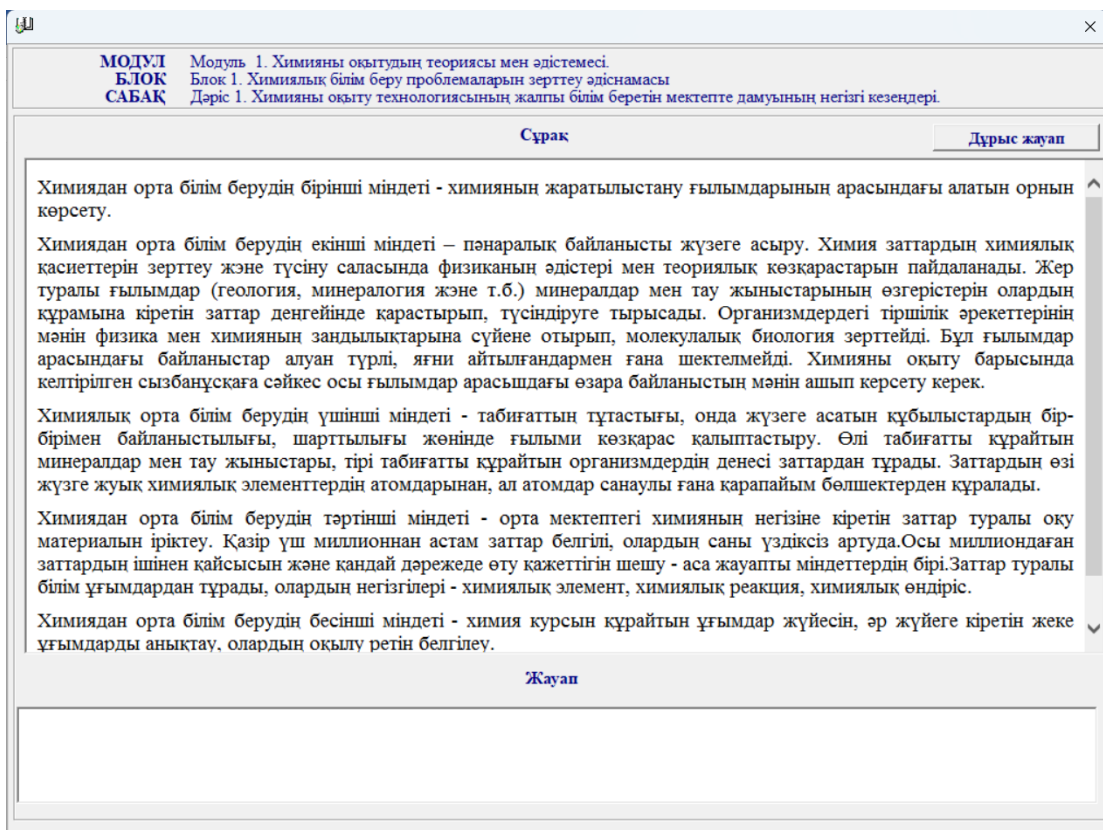 МОДУЛ Модуль 1. Химияны оқытудың теориясы мен әдістемесі.
БЛОК Блок 1. Химиялық білім беру проблемаларын зерттеу әдіснамасы
САБАҚ Дәріс 1. Химияны оқыту технологиясының жалпы білім беретін мектепте дамуының негізгі кезеңдері.
Сұрақ
Дұрыс жауап
Химиядан орта білім берудің бірінші міндеті - химияның жаратылыстану ғылымдарының арасындағы алатын орнын
көрсету.
Химиядан орта білім берудің екінші міндеті – пәнаралық байланысты жүзеге асыру. Химия заттардың химиялық
қасиеттерін зерттеу жэне түсіну саласында физиканың әдістері мен теориялық көзқарастарын пайдаланады. Жер
туралы ғылымдар (геология, минералогия жэне т.б.) минералдар мен тау жыныстарының өзгерістерін олардың
құрамына кіретін заттар деңгейінде қарастырып, түсіндіруге тырысады. Организмдердегі тіршілік әрекеттерінің
мәнін физика мен химияның зандылықтарына сүйене отырып, молекулалық биология зерттейді. Бұл ғылымдар
арасындағы байланыстар алуан түрлі, яғни айтылғандармен ғана шектелмейді. Химияны оқыту барысында
келтірілген сызбанұсқаға сәйкес осы ғылымдар арасьшдағы өзара байланыстың мәнін ашып керсету керек.
Химиялық орта білім берудің үшінші міндеті - табиғаттын тұтастығы, онда жүзеге асатын құбылыстардың бір-
бірімен байланыстылығы, шарттылығы жөнінде ғылыми көзқарас қалыптастыру. Өлі табиғатты құрайтын
минералдар мен тау жыныстары, тірі табиғатты құрайтын организмдердің денесі заттардан тұрады. Заттардың өзі
жүзге жуық химиялық элементтердің атомдарынан, ал атомдар санаулы ғана қарапайым бөлшектерден құралады.
Химиядан орта білім берудің тәртінші міндеті - орта мектептегі химияның негізіне кіретін заттар туралы оқу
материалын іріктеу. Қазір үш миллионнан астам заттар белгілі, олардың саны үздіксіз артуда.Осы миллиондаған
заттардың ішінен қайсысын және қандай дәрежеде өту қажеттігін шешу - аса жауапты міндеттердің бірі.Заттар туралы
білім ұғымдардан тұрады, олардың негізгілері - химиялық элемент, химиялық реакция, химиялық өндіріс.
Химиядан орта білім берудің бесінші міндеті - химия курсын құрайтын ұғымдар жүйесін, әр жүйеге кіретін жеке
ұғымдарды анықтау, олардың оқылу ретін белгілеу.
Жауап